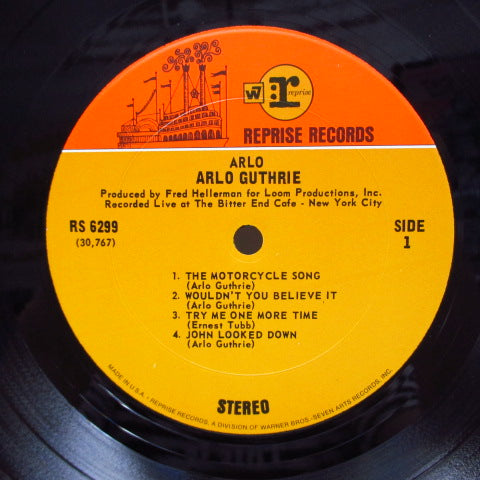 W7 r: reprise
REPRISE RECORDS
ARLO
ARLO GUTHRIE
Produced by Fred Hellerman for Loom Productions, Inc.
Recorded Live at The Bitter End Cafe - New York City
RS 6299
(30,767)
SIDE
1
1. THE MOTORCYCLE SONG
(Arlo Guthrie)
2. WOULDN'T YOU BELIEVE IT
(Arlo Guthrie)
3. TRY ME ONE MORE TIME
(Ernest Tubb)
4. JOHN LOOKED DOWN
(Arlo Guthrie)
STEREO
MADE IN U.S.A. • REPRISE RECORDS, A DIVISION OF WARNER BROS.-SEVEN ARTS RECORDS, INC.